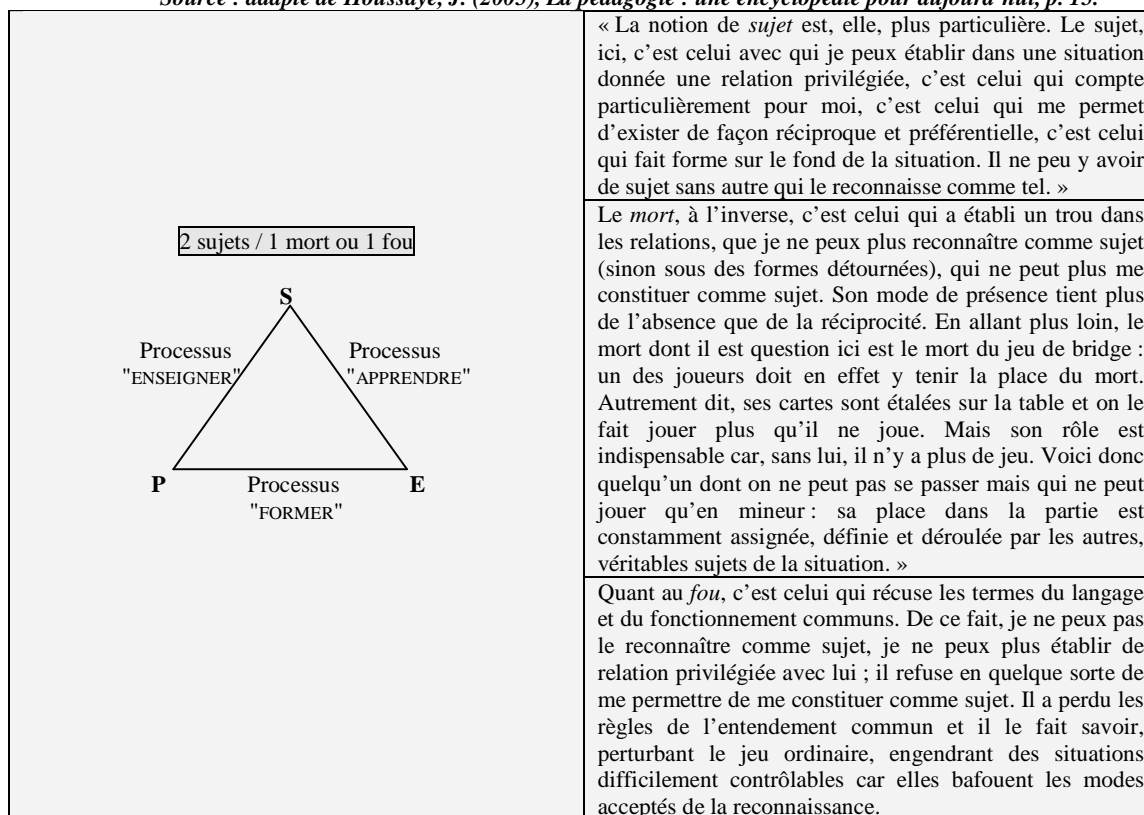 Source : adapté de Houssaye, J. (2005), La pédagogie : une encyclopédie pour aujourd'hui, p. 15.
2 sujets / 1 mort ou 1 fou
S
Processus
"ENSEIGNER"
Processus
"APPRENDRE"
P
Processus
"FORMER"
E
« La notion de sujet est, elle, plus particulière. Le sujet,
ici, c’est celui avec qui je peux établir dans une situation
donnée une relation privilégiée, c’est celui qui compte
particulièrement pour moi, c’est celui qui me permet
d’exister de façon réciproque et préférentielle, c’est celui
qui fait forme sur le fond de la situation. Il ne peu y avoir
de sujet sans autre qui le reconnaisse comme tel. »
Le mort, à l’inverse, c’est celui qui a établi un trou dans
les relations, que je ne peux plus reconnaître comme sujet
(sinon sous des formes détournées), qui ne peut plus me
constituer comme sujet. Son mode de présence tient plus
de l’absence que de la réciprocité. En allant plus loin, le
mort dont il est question ici est le mort du jeu de bridge :
un des joueurs doit en effet y tenir la place du mort.
Autrement dit, ses cartes sont étalées sur la table et on le
fait jouer plus qu’il ne joue. Mais son rôle est
indispensable car, sans lui, il n’y a plus de jeu. Voici donc
quelqu’un dont on ne peut pas se passer mais qui ne peut
jouer qu’en mineur : sa place dans la partie est
constamment assignée, définie et déroulée par les autres,
véritables sujets de la situation. »
Quant au fou, c’est celui qui récuse les termes du langage
et du fonctionnement communs. De ce fait, je ne peux pas
le reconnaître comme sujet, je ne peux plus établir de
relation privilégiée avec lui ; il refuse en quelque sorte de
me permettre de me constituer comme sujet. Il a perdu les
règles de l’entendement commun et il le fait savoir,
perturbant le jeu ordinaire, engendrant des situations
difficilement contrôlables car elles bafouent les modes
acceptés de la reconnaissance.